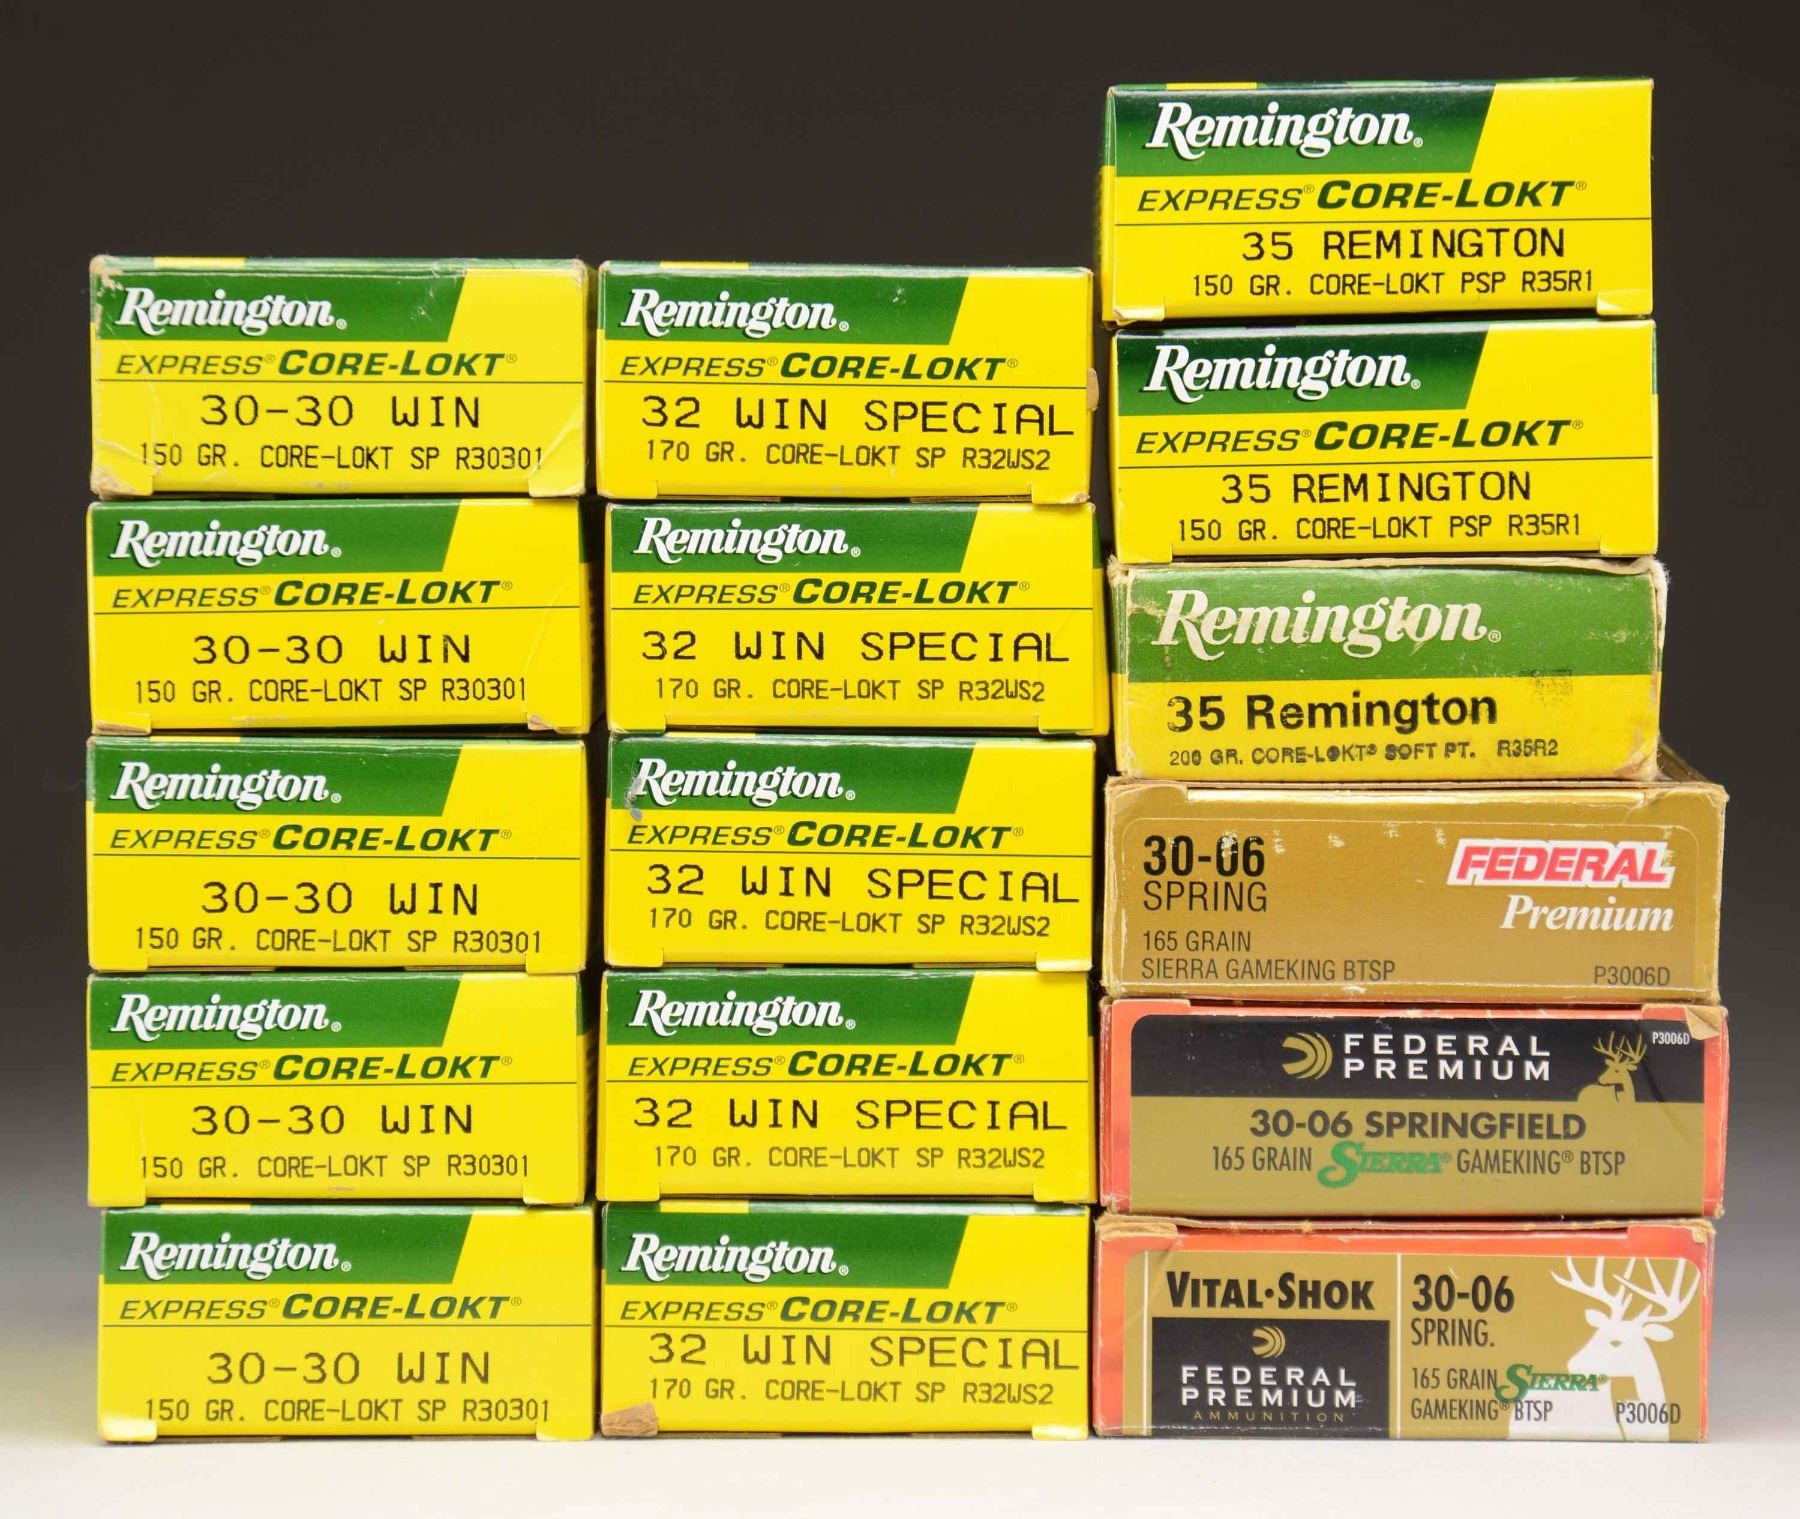 Remington®
EXPRESS® CORE-LOKT®
30-30 WIN
150 GR. CORE-LOKT SP R30301
Remington®
EXPRESS® CORE-LOKT®
30-30 WIN
150 GR. CORE-LOKT SP R30301
Remington®
EXPRESS® CORE-LOKT®
30-30 WIN
150 GR. CORE-LOKT SP R30301
Remington®
EXPRESS® CORE-LOKT®
30-30 WIN
150 GR. CORE-LOKT SP R30301
Remington®
EXPRESS® CORE-LOKT®
30-30 WIN
150 GR. CORE-LOKT SP R30301
Remington®
EXPRESS® CORE-LOKT®
32 WIN SPECIAL
170 GR. CORE-LOKT SP R32WS2
Remington®
EXPRESS® CORE-LOKT®
32 WIN SPECIAL
170 GR. CORE-LOKT SP R32WS2
Remington®
EXPRESS® CORE-LOKT®
32 WIN SPECIAL
170 GR. CORE-LOKT SP R32WS2
Remington®
EXPRESS® CORE-LOKT®
32 WIN SPECIAL
170 GR. CORE-LOKT SP R32WS2
Remington®
EXPRESS® CORE-LOKT®
32 WIN SPECIAL
170 GR. CORE-LOKT SP R32WS2
Remington®
EXPRESS® CORE-LOKT®
35 REMINGTON
150 GR. CORE-LOKT PSP R35R1
Remington®
EXPRESS® CORE-LOKT®
35 REMINGTON
150 GR. CORE-LOKT PSP R35R1
Remington®
35 Remington
200 GR. CORE-LOKT® SOFT PT. R35R2
30-06
SPRING
FEDERAL
Premium
165 GRAIN
SIERRA GAMEKING BTSP
P3006D
FEDERAL
PREMIUM
P3006D
30-06 SPRINGFIELD
165 GRAIN SIERRA® GAMEKING® BTSP
VITAL·SHOK
FEDERAL
PREMIUM
AMMUNITION
30-06
SPRING.
165 GRAIN SIERRA®
GAMEKING® BTSP
P3006D